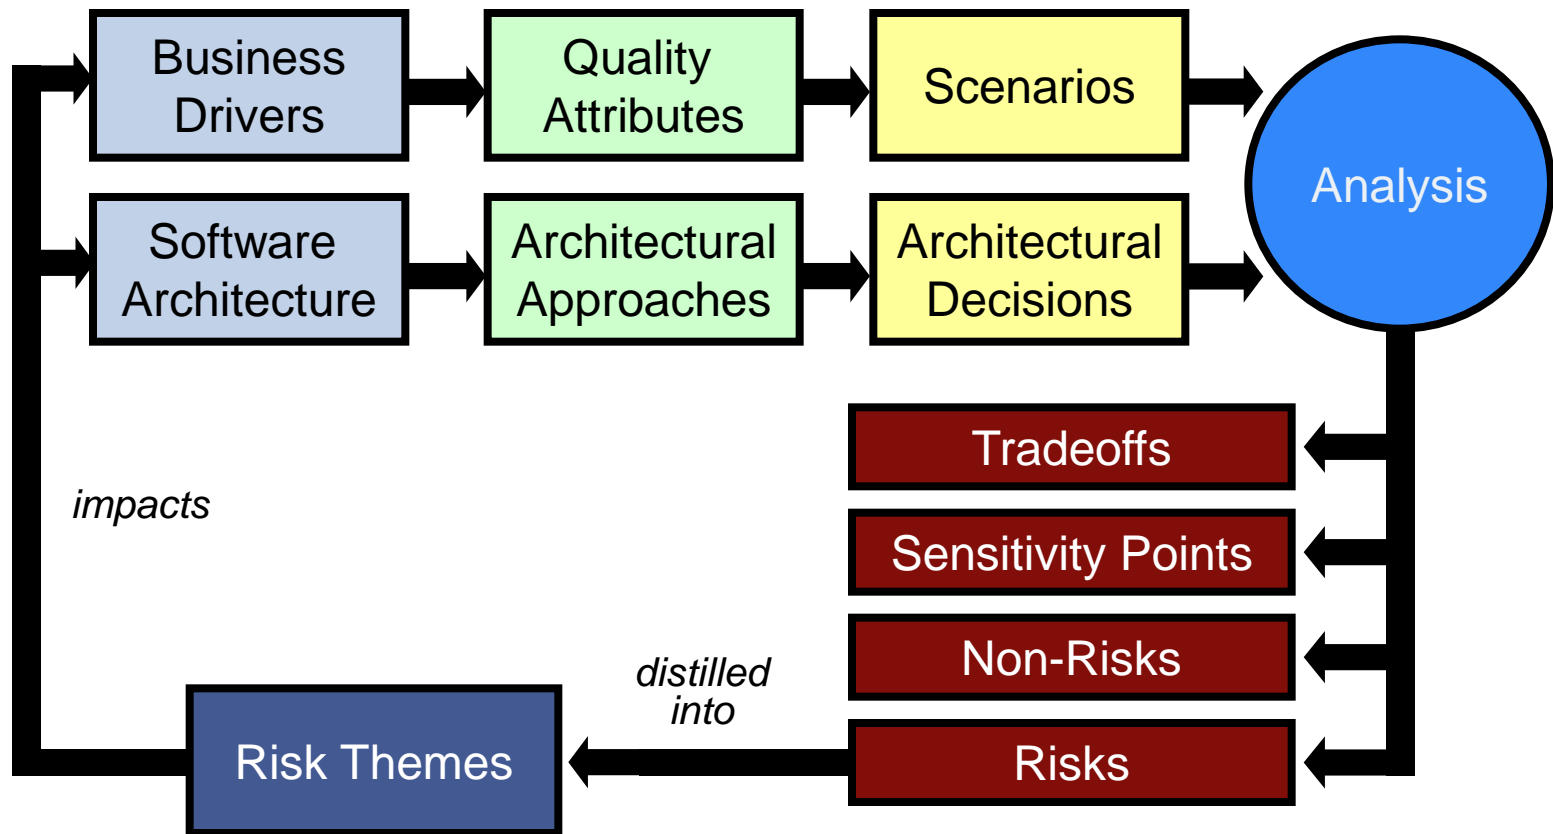 Business
Drivers
Quality
Attributes
Scenarios
Analysis
Software
Architecture
Architectural
Approaches
Architectural
Decisions
Tradeoffs
impacts
Sensitivity Points
Non-Risks
distilled
into
Risk Themes
Risks